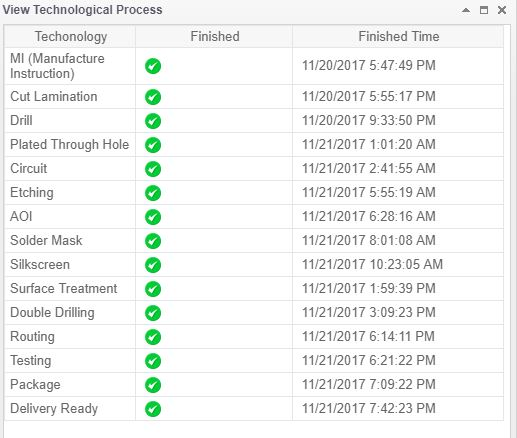 View Technological Process
Techonology Finished Finished Time
MI (Manufacture
Instruction) 11/20/2017 5:47:49 PM
Cut Lamination 11/20/2017 5:55:17 PM
Drill 11/20/2017 9:33:50 PM
Plated Through Hole 11/21/2017 1:01:20 AM
Circuit 11/21/2017 2:41:55 AM
Etching 11/21/2017 5:55:19 AM
AOI 11/21/2017 6:28:16 AM
Solder Mask 11/21/2017 8:01:08 AM
Silkscreen 11/21/2017 10:23:05 AM
Surface Treatment 11/21/2017 1:59:39 PM
Double Drilling 11/21/2017 3:09:23 PM
Routing 11/21/2017 6:14:11 PM
Testing 11/21/2017 6:21:22 PM
Package 11/21/2017 7:09:22 PM
Delivery Ready 11/21/2017 7:42:23 PM